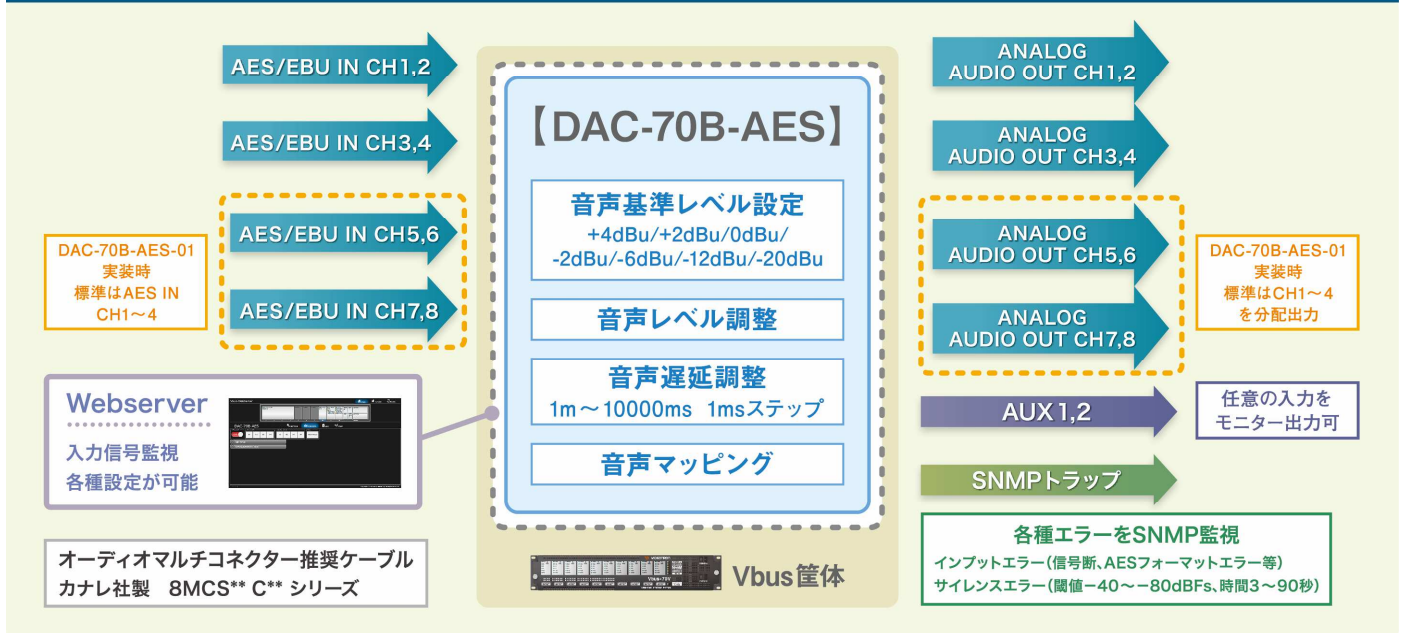 AES/EBU IN CH1,2
AES/EBU IN CH3,4
AES/EBU IN CH5,6
AES/EBU IN CH7,8
DAC-70B-AES-01
実装時
標準はAES IN
CH1～4
Webserver
入力信号監視
各種設定が可能
オーディオマルチコネクター推奨ケーブル
カナレ社製 8MCS** C** シリーズ
【DAC-70B-AES】
音声基準レベル設定
+4dBu/+2dBu/0dBu/
-2dBu/-6dBu/-12dBu/-20dBu
音声レベル調整
音声遅延調整
1m～10000ms 1msステップ
音声マッピング
Vbus-70V
Vbus筐体
ANALOG
AUDIO OUT CH1,2
ANALOG
AUDIO OUT CH3,4
ANALOG
AUDIO OUT CH5,6
ANALOG
AUDIO OUT CH7,8
DAC-70B-AES-01
実装時
標準はCH1～4
を分配出力
AUX1,2
任意の入力を
モニター出力可
SNMPトラップ
各種エラーをSNMP監視
インプットエラー(信号断、AESフォーマットエラー等)
サイレンスエラー(閾値－40～－80dBFs、時間3～90秒)